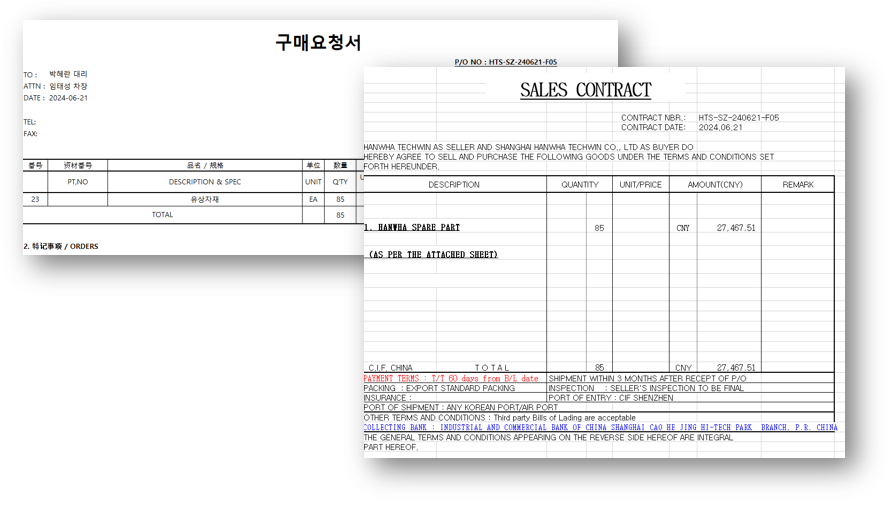 구매요청서
P/O NO : HTS-SZ-240621-F05
TO : 박혜란 대리
ATTN : 임태성 차장
DATE : 2024-06-21
TEL:
FAX:
番号 资材番号 品名 / 规格 单位 数量
PT,NO DESCRIPTION & SPEC UNIT Q'TY U
23 유상자재 EA 85
TOTAL 85
2. 특记事项 / ORDERS
SALES CONTRACT
CONTRACT NBR.: HTS-SZ-240621-F05
CONTRACT DATE: 2024.06.21
HANWHA TECHWIN AS SELLER AND SHANGHAI HANWHA TECHWIN CO., LTD AS BUYER DO
HEREBY AGREE TO SELL AND PURCHASE THE FOLLOWING GOODS UNDER THE TERMS AND CONDITIONS SET
FORTH HEREUNDER.
DESCRIPTION QUANTITY UNIT/PRICE AMOUNT(CNY) REMARK
1. HANWHA SPARE PART 85 CNY 27,467.51
(AS PER THE ATTACHED SHEET)
C.I.F. CHINA T O T A L 85 CNY 27,467.51
PAYMENT TERMS : T/T 60 days from B/L date SHIPMENT WITHIN 3 MONTHS AFTER RECEPT OF P/O
PACKING : EXPORT STANDARD PACKING INSPECTION : SELLER'S INSPECTION TO BE FINAL
INSURANCE : PORT OF ENTRY : CIF SHENZHEN
PORT OF SHIPMENT : ANY KOREAN PORT/AIR PORT
OTHER TERMS AND CONDITIONS : Third party Bills of Lading are acceptable
COLLECTING BANK : INDUSTRIAL AND COMMERCIAL BANK OF CHINA SHANGHAI CAO HE JING HI-TECH PARK BRANCH, P.R. CHINA
THE GENERAL TERMS AND CONDITIONS APPEARING ON THE REVERSE SIDE HEREOF ARE INTEGRAL
PART HEREOF.